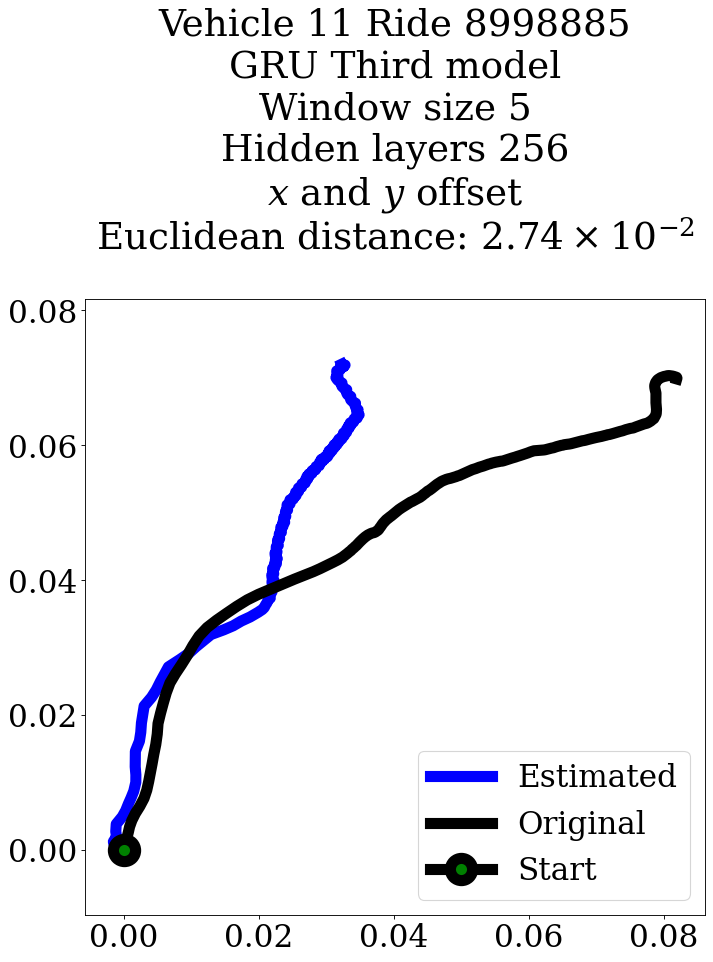 Vehicle 11 Ride 8998885
GRU Third model
Window size 5
Hidden layers 256
x and y offset
Euclidean distance: 2.74 × 10⁻²
0.08
0.06
0.04
0.02
0.00
Estimated
Original
Start
0.00 0.02 0.04 0.06 0.08